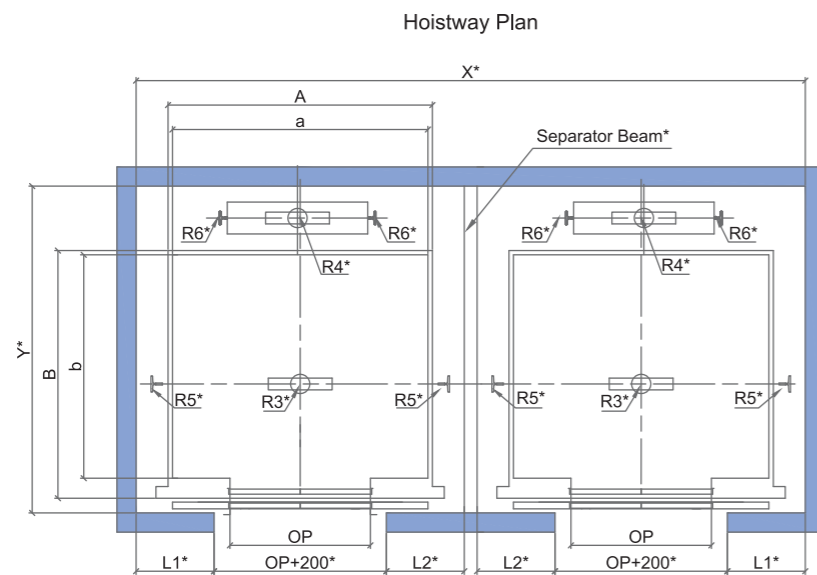 Hoistway Plan
X*
A
a
Separator Beam*
R6*
R6*
R6*
R6*
R4*
R4*
Y*
B
b
R5*
R3*
R5*
R5*
R3*
R5*
OP
OP
L1*
OP+200*
L2*
L2*
OP+200*
L1*